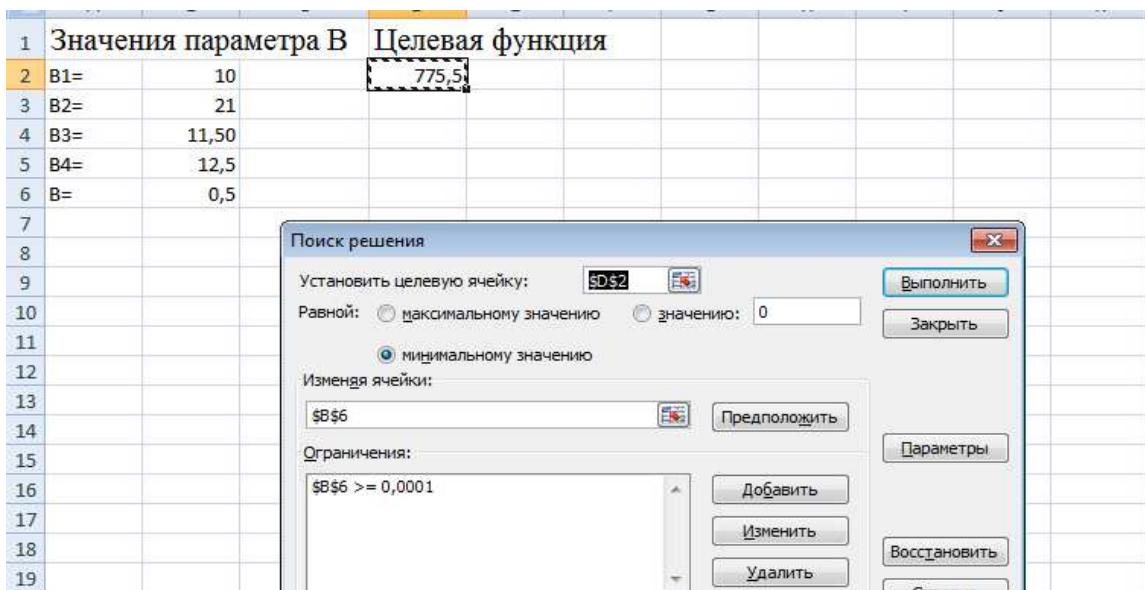 1 Значения параметра В Целевая функция
2 B1= 10 775,5
3 B2= 21
4 B3= 11,50
5 B4= 12,5
6 B= 0,5
7
8 Поиск решения
9 Установить целевую ячейку: $D$2 Выполнить
10 Равной: максимальному значению значению: 0 Закрыть
11
12 минимальному значению
Изменяя ячейки:
13
14 $B$6 Предположить
15 Ограничения: Параметры
16 $B$6 >= 0,0001 Добавить
17
18 Изменить Восстановить
19 Удалить